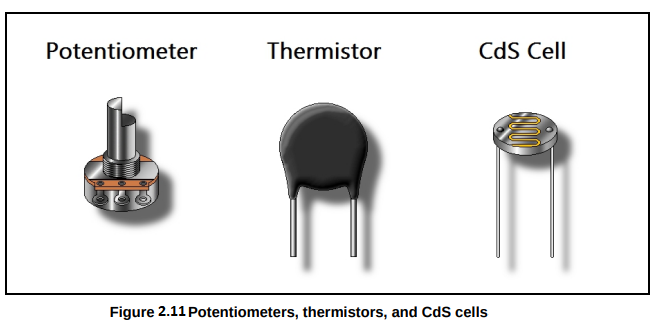 Potentiometer Thermistor CdS Cell
Figure 2.11 Potentiometers, thermistors, and CdS cells